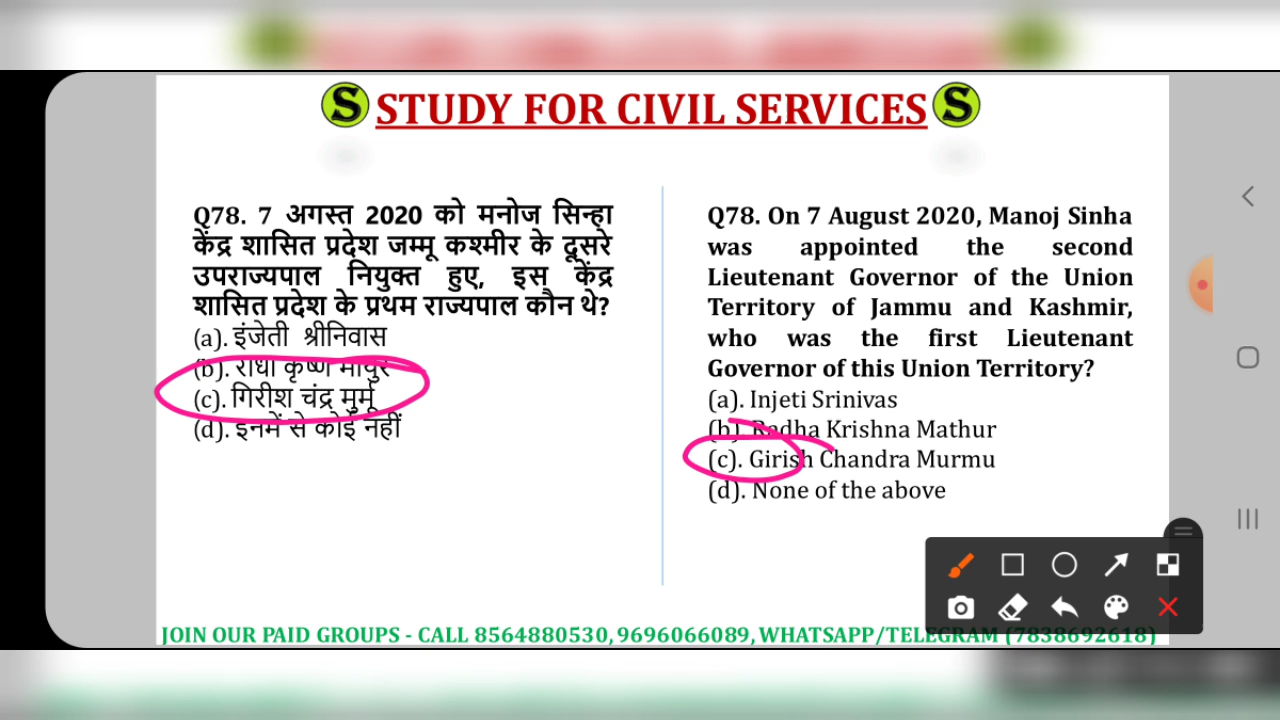 S STUDY FOR CIVIL SERVICES S
Q78. 7 अगस्त 2020 को मनोज सिन्हा
केंद्र शासित प्रदेश जम्मू कश्मीर के दूसरे
उपराज्यपाल नियुक्त हुए, इस केंद्र
शासित प्रदेश के प्रथम राज्यपाल कौन थे?
(a). इंजेती श्रीनिवास
(b). राधा कृष्ण माथुर
(c). गिरीश चंद्र मुर्मू
(d). इनमें से कोई नहीं
Q78. On 7 August 2020, Manoj Sinha
was appointed the second
Lieutenant Governor of the Union
Territory of Jammu and Kashmir,
who was the first Lieutenant
Governor of this Union Territory?
(a). Injeti Srinivas
(b). Radha Krishna Mathur
(c). Girish Chandra Murmu
(d). None of the above
JOIN OUR PAID GROUPS - CALL 8564880530, 9696066089, WHATSAPP/TELEGRAM (7838692618)